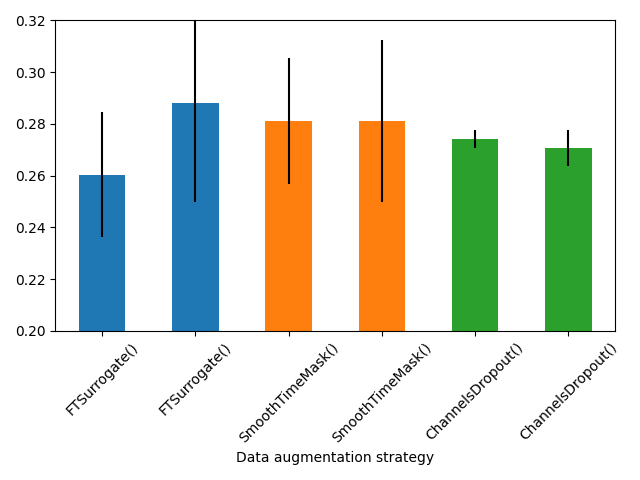 0.32
0.30
0.28
0.26
0.24
0.22
0.20
FTSurrogate()
FTSurrogate()
SmoothTimeMask()
SmoothTimeMask()
ChannelsDropout()
ChannelsDropout()
Data augmentation strategy